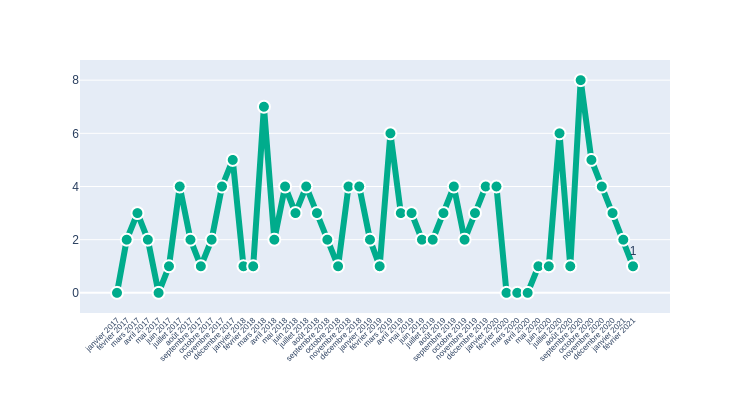 8
6
4
2
0
1
janvier 2017
février 2017
mars 2017
avril 2017
mai 2017
juin 2017
juillet 2017
août 2017
septembre 2017
octobre 2017
novembre 2017
décembre 2017
janvier 2018
février 2018
mars 2018
avril 2018
mai 2018
juin 2018
juillet 2018
août 2018
septembre 2018
octobre 2018
novembre 2018
décembre 2018
janvier 2019
février 2019
mars 2019
avril 2019
mai 2019
juin 2019
juillet 2019
août 2019
septembre 2019
octobre 2019
novembre 2019
décembre 2019
janvier 2020
février 2020
mars 2020
avril 2020
mai 2020
juin 2020
juillet 2020
août 2020
septembre 2020
octobre 2020
novembre 2020
décembre 2020
janvier 2021
février 2021